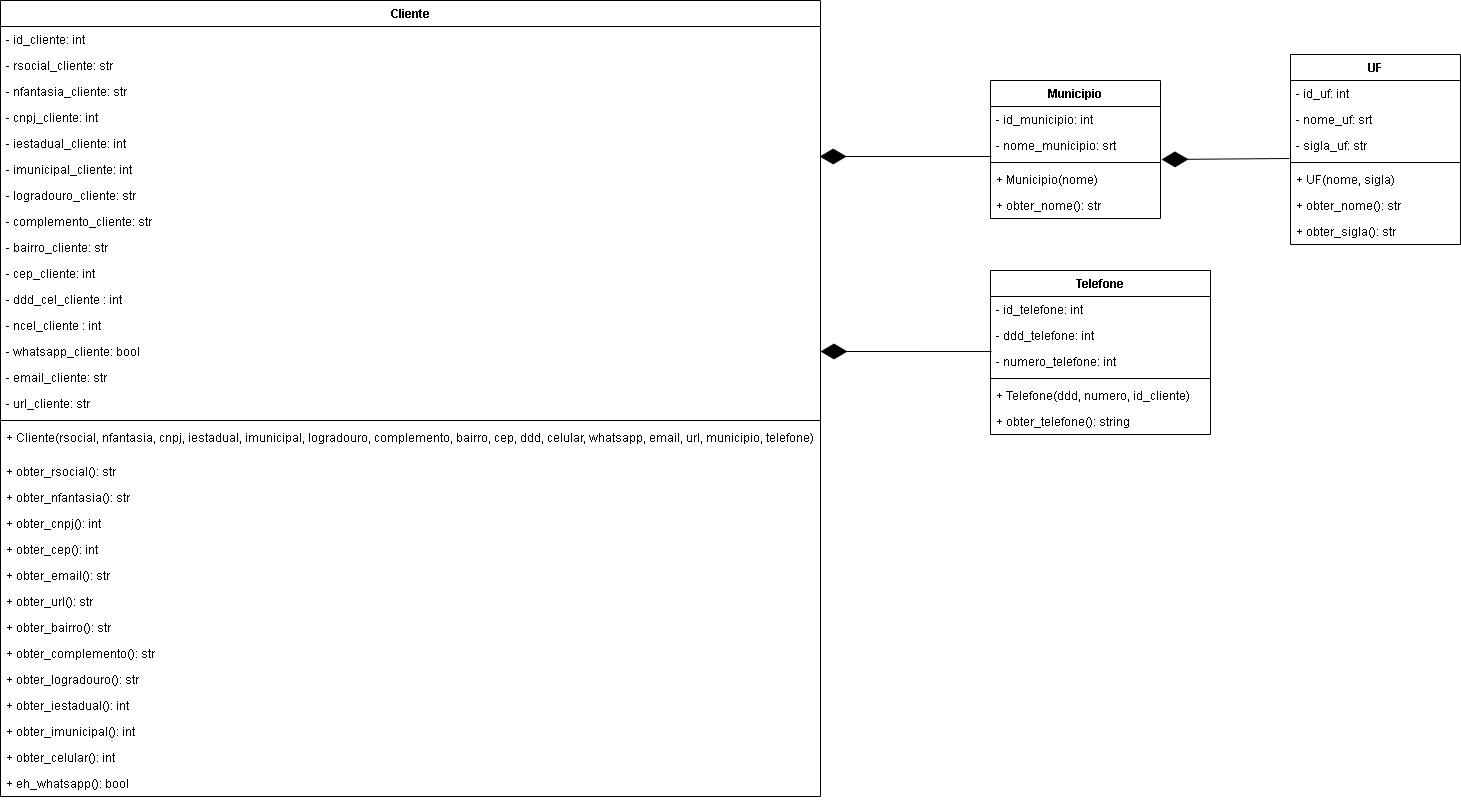 Cliente
- id_cliente: int
- rsocial_cliente: str
- nfantasia_cliente: str
- cnpj_cliente: int
- iestadual_cliente: int
- imunicipal_cliente: int
- logradouro_cliente: str
- complemento_cliente: str
- bairro_cliente: str
- cep_cliente: int
- ddd_cel_cliente : int
- ncel_cliente : int
- whatsapp_cliente: bool
- email_cliente: str
- url_cliente: str
+ Cliente(rsocial, nfantasia, cnpj, iestadual, imunicipal, logradouro, complemento, bairro, cep, ddd, celular, whatsapp, email, url, municipio, telefone)
+ obter_rsocial(): str
+ obter_nfantasia(): str
+ obter_cnpj(): int
+ obter_cep(): int
+ obter_email(): str
+ obter_url(): str
+ obter_bairro(): str
+ obter_complemento(): str
+ obter_logradouro(): str
+ obter_iestadual(): int
+ obter_imunicipal(): int
+ obter_celular(): int
+ eh_whatsapp(): bool
Municipio
- id_municipio: int
- nome_municipio: srt
+ Municipio(nome)
+ obter_nome(): str
UF
- id_uf: int
- nome_uf: srt
- sigla_uf: str
+ UF(nome, sigla)
+ obter_nome(): str
+ obter_sigla(): str
Telefone
- id_telefone: int
- ddd_telefone: int
- numero_telefone: int
+ Telefone(ddd, numero, id_cliente)
+ obter_telefone(): string